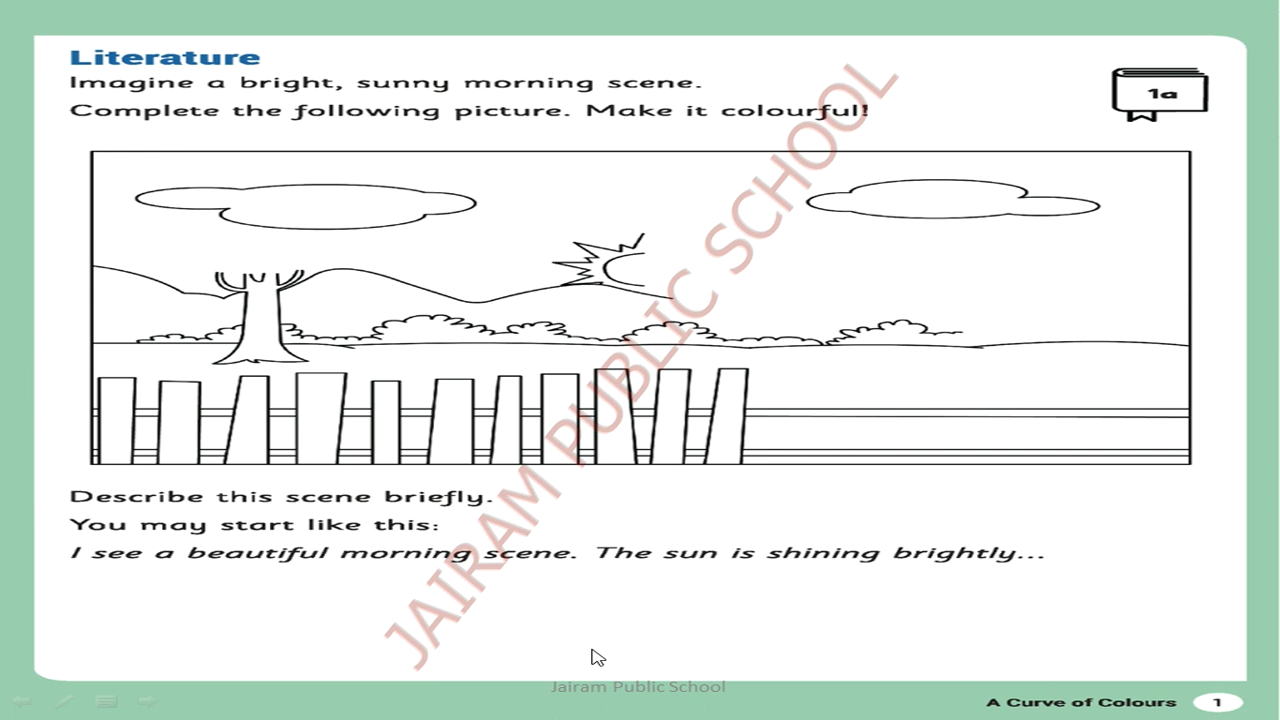 Literature
Imagine a bright, sunny morning scene.
Complete the following picture. Make it colourful!
1a
JAIRAM PUBLIC SCHOOL
Describe this scene briefly.
You may start like this:
I see a beautiful morning scene. The sun is shining brightly...
Jairam Public School
A Curve of Colours 1